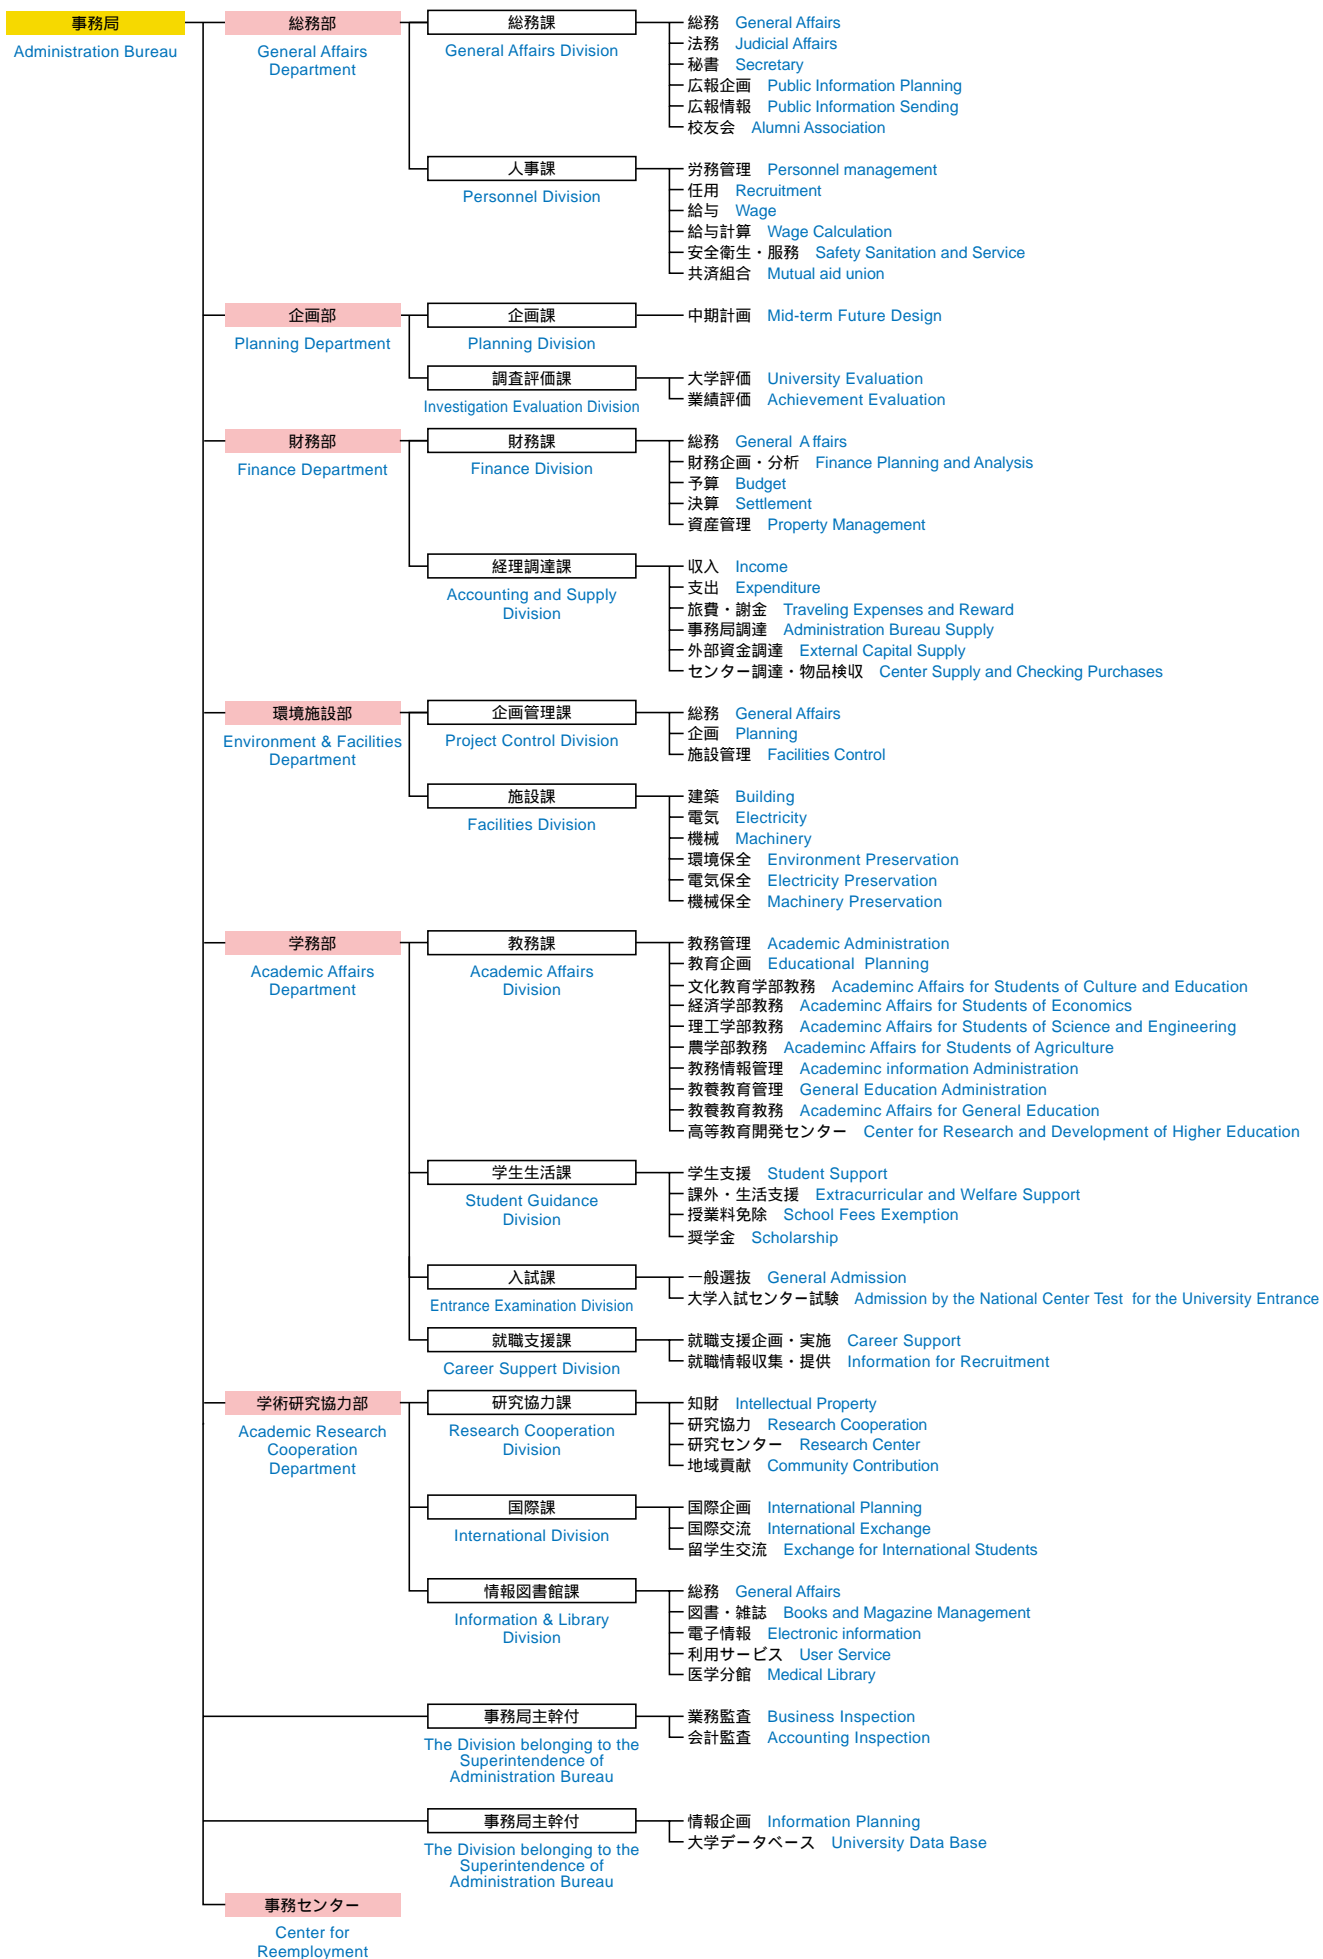 事務局
Administration Bureau
総務部
General Affairs
Department
総務課
General Affairs Division
総務 General Affairs
法務 Judicial Affairs
秘書 Secretary
広報企画 Public Information Planning
広報情報 Public Information Sending
校友会 Alumni Association
人事課
Personnel Division
労務管理 Personnel management
任用 Recruitment
給与 Wage
給与計算 Wage Calculation
安全衛生・服務 Safety Sanitation and Service
共済組合 Mutual aid union
企画部
Planning Department
企画課
Planning Division
中期計画 Mid-term Future Design
調査評価課
Investigation Evaluation Division
大学評価 University Evaluation
業績評価 Achievement Evaluation
財務部
Finance Department
財務課
Finance Division
総務 General Affairs
財務企画・分析 Finance Planning and Analysis
予算 Budget
決算 Settlement
資産管理 Property Management
経理調達課
Accounting and Supply
Division
収入 Income
支出 Expenditure
旅費・謝金 Traveling Expenses and Reward
事務局調達 Administration Bureau Supply
外部資金調達 External Capital Supply
センター調達・物品検収 Center Supply and Checking Purchases
環境施設部
Environment & Facilities
Department
企画管理課
Project Control Division
総務 General Affairs
企画 Planning
施設管理 Facilities Control
施設課
Facilities Division
建築 Building
電気 Electricity
機械 Machinery
環境保全 Environment Preservation
電気保全 Electricity Preservation
機械保全 Machinery Preservation
学務部
Academic Affairs
Department
教務課
Academic Affairs
Division
教務管理 Academic Administration
教育企画 Educational Planning
文化教育学部教務 Academinc Affairs for Students of Culture and Education
経済学部教務 Academinc Affairs for Students of Economics
理工学部教務 Academinc Affairs for Students of Science and Engineering
農学部教務 Academinc Affairs for Students of Agriculture
教務情報管理 Academinc information Administration
教養教育管理 General Education Administration
教養教育教務 Academinc Affairs for General Education
高等教育開発センター Center for Research and Development of Higher Education
学生生活課
Student Guidance
Division
学生支援 Student Support
課外・生活支援 Extracurricular and Welfare Support
授業料免除 School Fees Exemption
奨学金 Scholarship
入試課
Entrance Examination Division
一般選抜 General Admission
大学入試センター試験 Admission by the National Center Test for the University Entrance
就職支援課
Career Suppert Division
就職支援企画・実施 Career Support
就職情報収集・提供 Information for Recruitment
学術研究協力部
Academic Research
Cooperation
Department
研究協力課
Research Cooperation
Division
知財 Intellectual Property
研究協力 Research Cooperation
研究センター Research Center
地域貢献 Community Contribution
国際課
International Division
国際企画 International Planning
国際交流 International Exchange
留学生交流 Exchange for International Students
情報図書館課
Information & Library
Division
総務 General Affairs
図書・雑誌 Books and Magazine Management
電子情報 Electronic information
利用サービス User Service
医学分館 Medical Library
事務局主幹付
The Division belonging to the
Superintendence of
Administration Bureau
業務監査 Business Inspection
会計監査 Accounting Inspection
事務局主幹付
The Division belonging to the
Superintendence of
Administration Bureau
情報企画 Information Planning
大学データベース University Data Base
事務センター
Center for
Reemployment